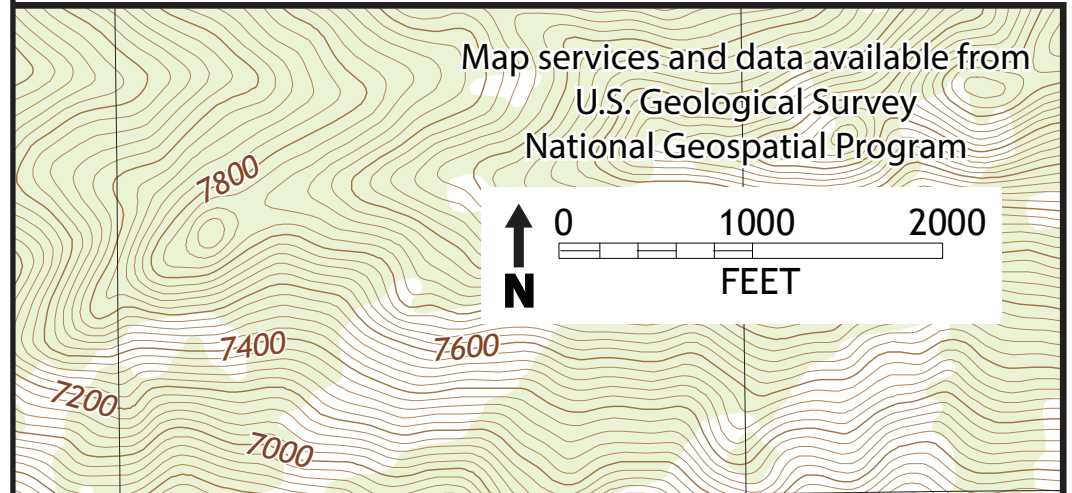 Map services and data available from
U.S. Geological Survey
National Geospatial Program
7800
0 1000 2000
FEET
N
7400
7600
7200
7000